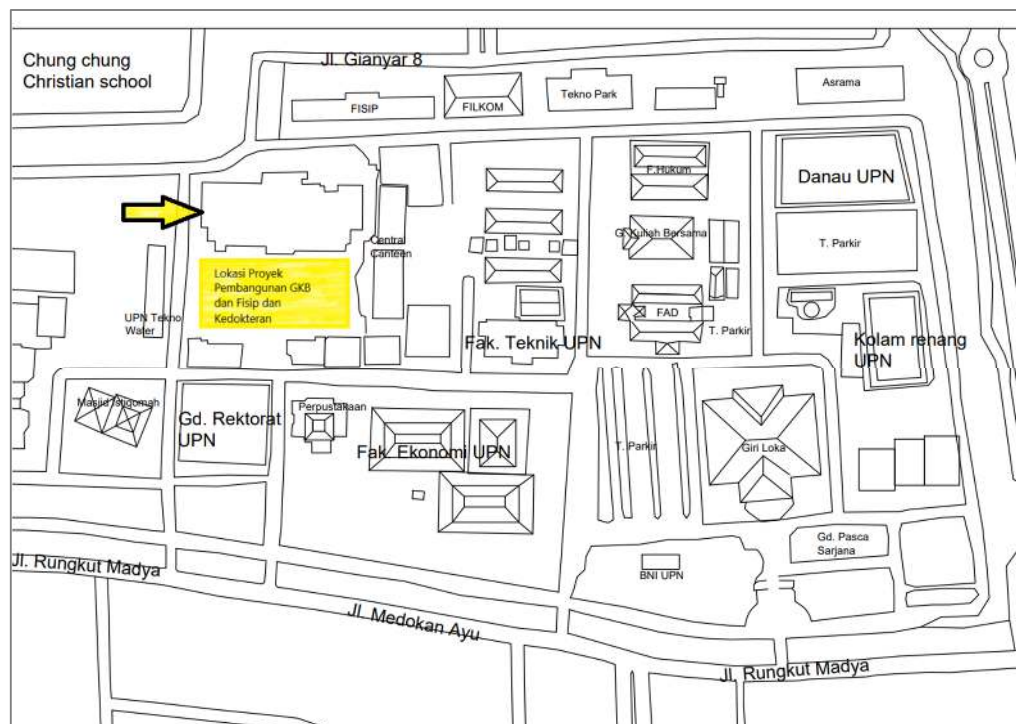 Chung chung
Christian school
Jl. Gianyar 8
FISIP
FILKOM
Tekno Park
Asrama
F.Hukum
Danau UPN
G. Kuliah Bersama
T. Parkir
Central
Canteen
Lokasi Proyek
Pembangunan GKB
dan Fisip dan
Kedokteran
UPN Tekno
Water
Fak. Teknik UPN
FAD
T. Parkir
Kolam renang
UPN
Masjid Istiqomah
Gd. Rektorat
UPN
Perpustakaan
Fak. Ekonomi UPN
T. Parkir
Giri Loka
Gd. Pasca
Sarjana
BNI UPN
Jl. Rungkut Madya
Jl. Medokan Ayu
Jl. Rungkut Madya